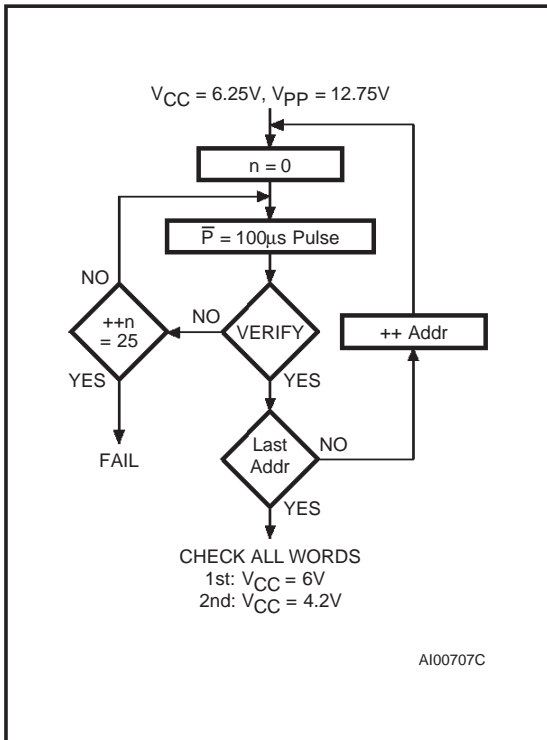 VCC = 6.25V, VPP = 12.75V
n = 0
P̅ = 100µs Pulse
NO
++n
= 25
NO
VERIFY
++ Addr
YES
YES
FAIL
Last
Addr
NO
YES
CHECK ALL WORDS
1st: VCC = 6V
2nd: VCC = 4.2V
AI00707C